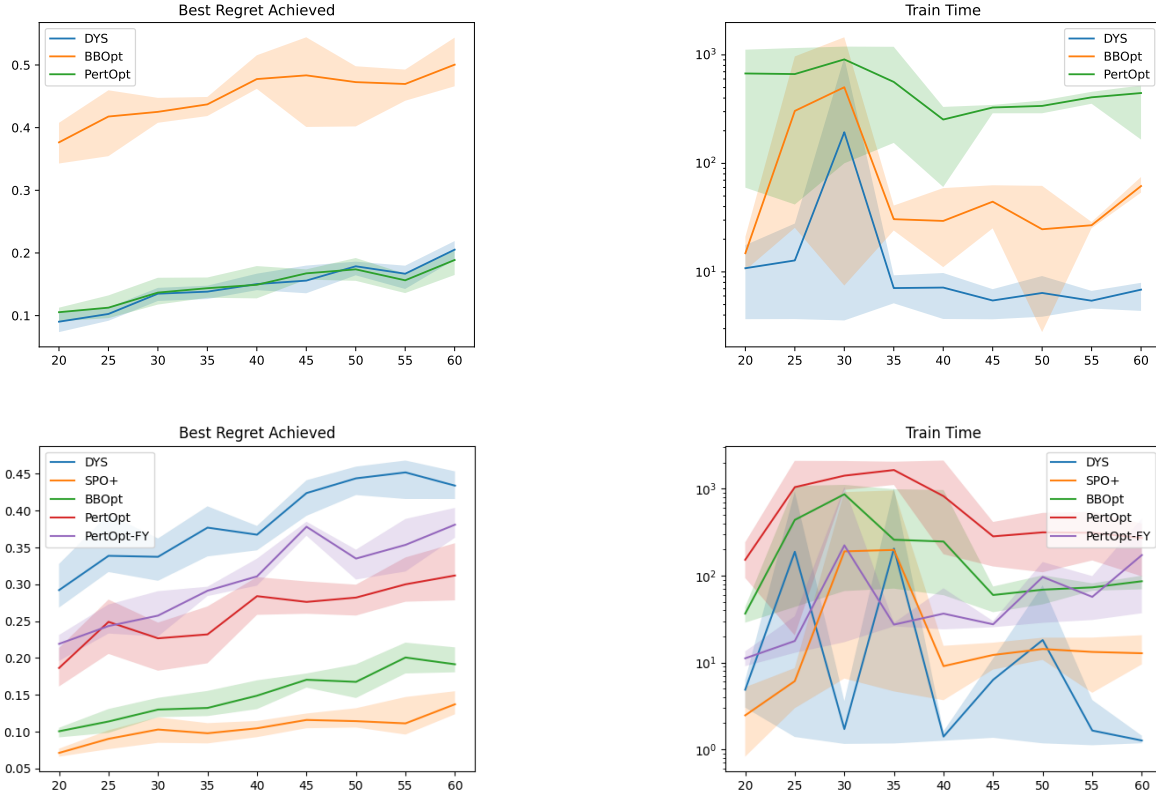 Best Regret Achieved
DYS
BBOpt
PertOpt
0.5
0.4
0.3
0.2
0.1
20 25 30 35 40 45 50 55 60
Train Time
DYS
BBOpt
PertOpt
10³
10²
10¹
20 25 30 35 40 45 50 55 60
Best Regret Achieved
DYS
SPO+
BBOpt
PertOpt
PertOpt-FY
0.45
0.40
0.35
0.30
0.25
0.20
0.15
0.10
0.05
20 25 30 35 40 45 50 55 60
Train Time
DYS
SPO+
BBOpt
PertOpt
PertOpt-FY
10³
10²
10¹
10⁰
20 25 30 35 40 45 50 55 60